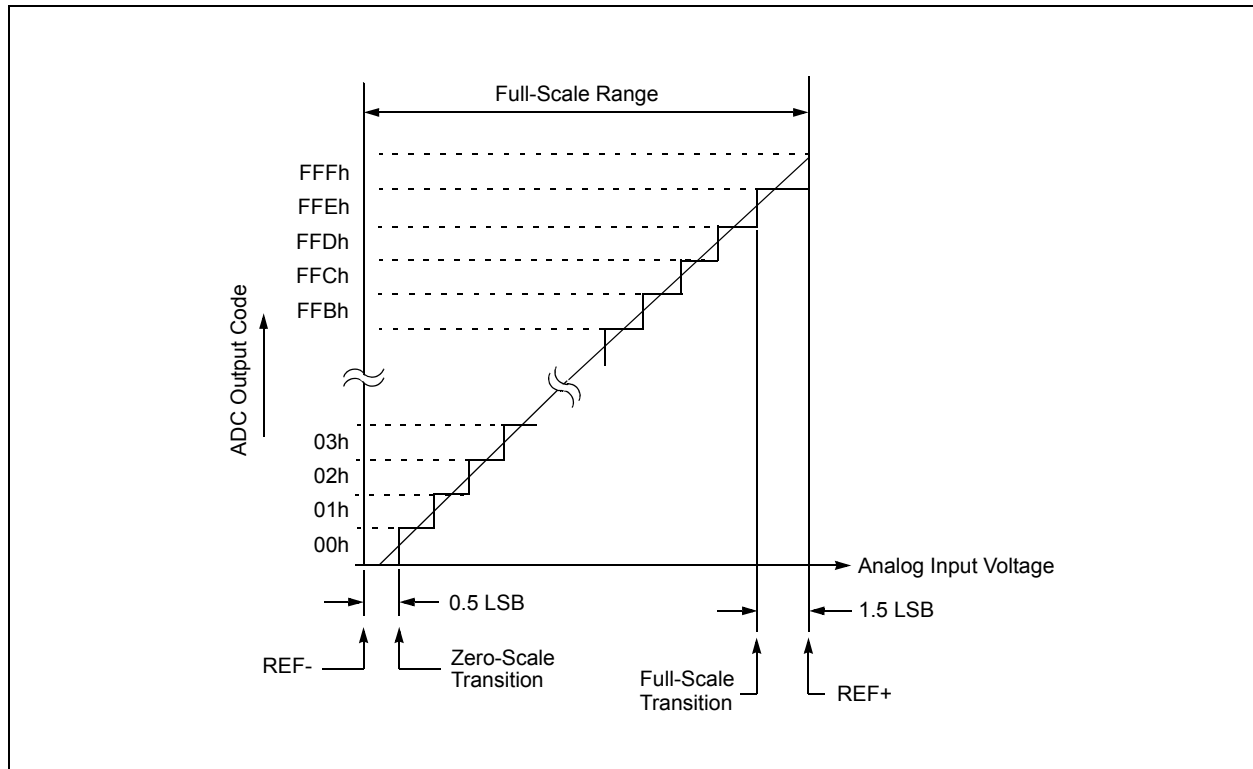 Full-Scale Range
FFFh
FFEh
FFDh
FFCh
FFBh
ADC Output Code
03h
02h
01h
00h
Analog Input Voltage
0.5 LSB
1.5 LSB
REF-
Zero-Scale
Transition
Full-Scale
Transition
REF+